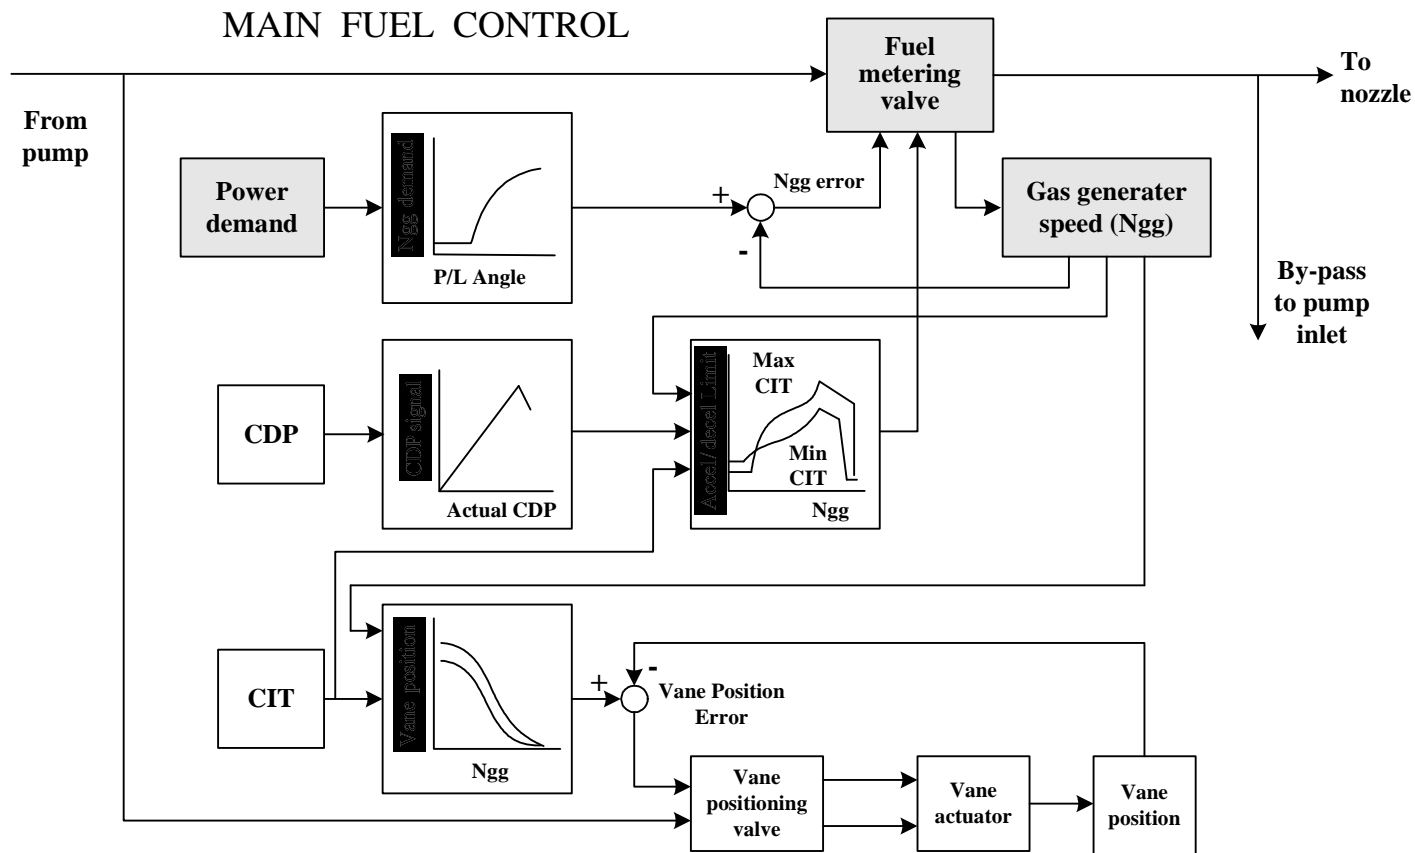 MAIN FUEL CONTROL
Fuel
metering
valve
To
nozzle
From
pump
Power
demand
Ngg demand
P/L Angle
+
Ngg error
-
Gas generater
speed (Ngg)
By-pass
to pump
inlet
CDP
CDP signal
Actual CDP
Accel/decel Limit
Max
CIT
Min
CIT
Ngg
CIT
Vane position
Ngg
+
-
Vane Position
Error
Vane
positioning
valve
Vane
actuator
Vane
position